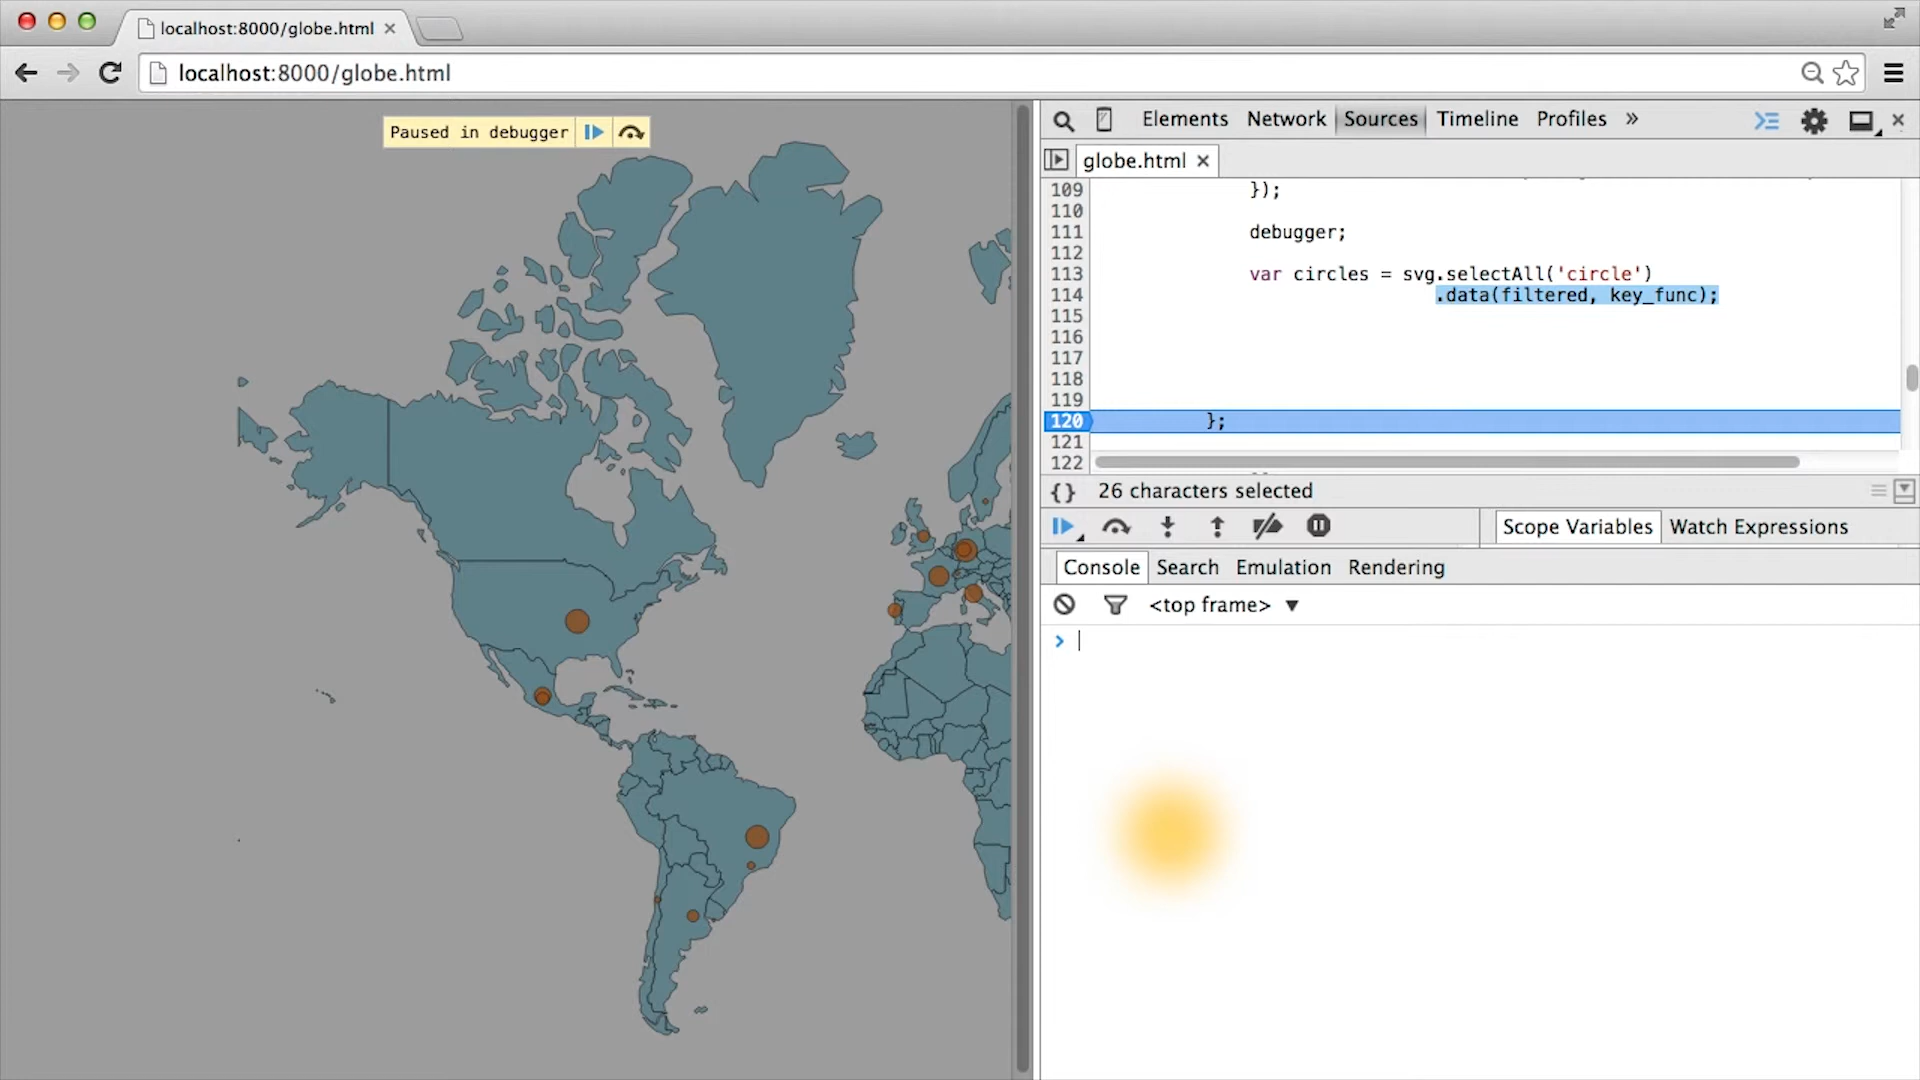 localhost:8000/globe.html
localhost:8000/globe.html
Paused in debugger
Elements Network Sources Timeline Profiles »
globe.html
109 });
110
111 debugger;
112
113 var circles = svg.selectAll('circle')
114 .data(filtered, key_func);
115
116
117
118
119
120 };
121
122
{} 26 characters selected
Scope Variables Watch Expressions
Console Search Emulation Rendering
<top frame> ▼
>